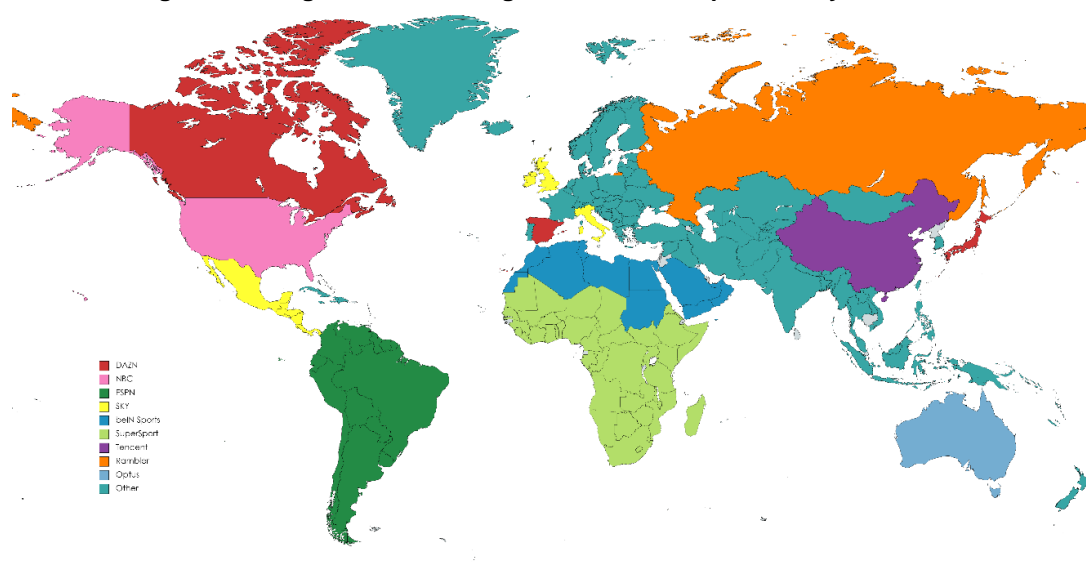 DAZN
NBC
ESPN
SKY
beIN Sports
SuperSport
Tencent
Rambler
Optus
Other